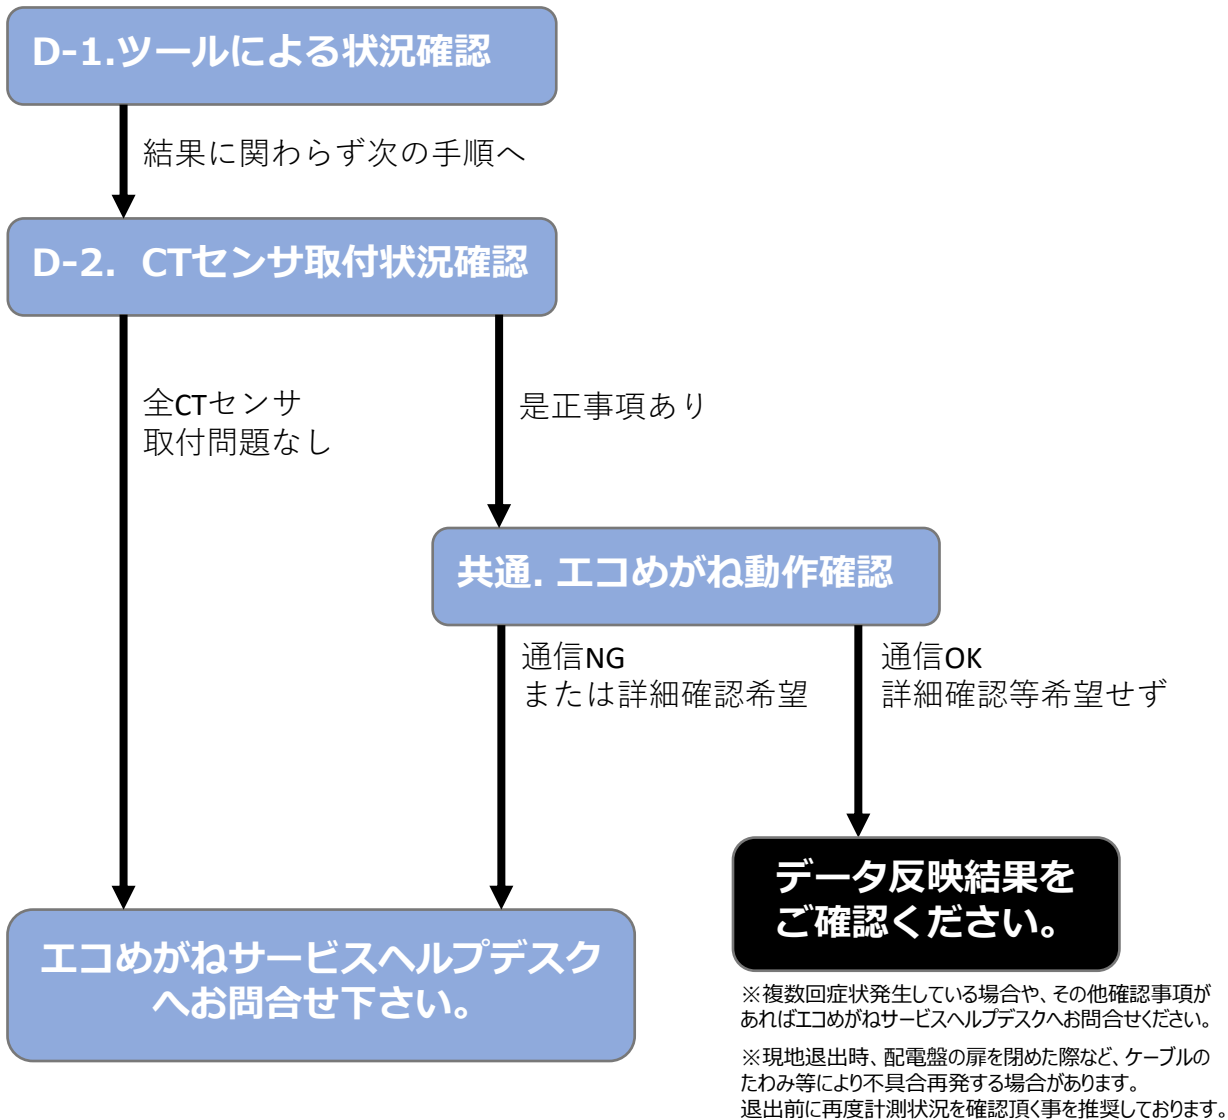 D-1.ツールによる状況確認
結果に関わらず次の手順へ
D-2. CTセンサ取付状況確認
全CTセンサ
取付問題なし
是正事項あり
共通. エコめがね動作確認
通信NG
または詳細確認希望
通信OK
詳細確認等希望せず
データ反映結果を
ご確認ください。
エコめがねサービスヘルプデスク
へお問合せ下さい。
※複数回症状発生している場合や、その他確認事項が
あればエコめがねサービスヘルプデスクへお問合せください。
※現地退出時、配電盤の扉を閉めた際など、ケーブルの
たわみ等により不具合再発する場合があります。
退出前に再度計測状況を確認頂く事を推奨しております。